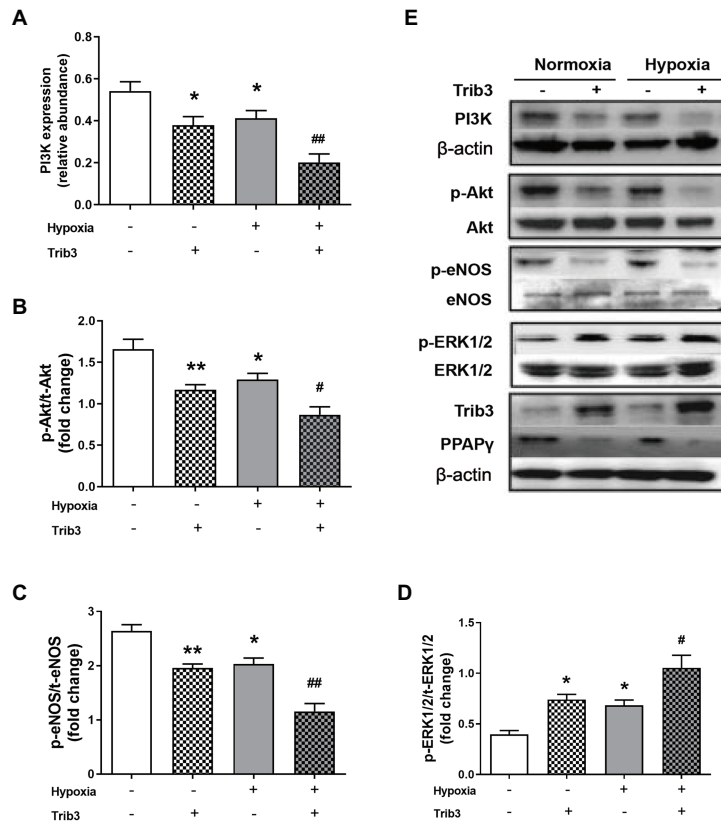 A
PI3K expression
(relative abundance)
0.8
0.6
0.4
0.2
0.0
*
*
##
Hypoxia - - + +
Trib3 - + - +
B
p-Akt/t-Akt
(fold change)
2.0
1.5
1.0
0.5
0.0
**
*
#
Hypoxia - - + +
Trib3 - + - +
C
p-eNOS/t-eNOS
(fold change)
3
2
1
0
**
*
##
Hypoxia - - + +
Trib3 - + - +
E
Normoxia Hypoxia
Trib3 - + - +
PI3K
β-actin
p-Akt
Akt
p-eNOS
eNOS
p-ERK1/2
ERK1/2
Trib3
PPAPγ
β-actin
D
p-ERK1/2/t-ERK1/2
(fold change)
1.5
1.0
0.5
0.0
*
*
#
Hypoxia - - + +
Trib3 - + - +